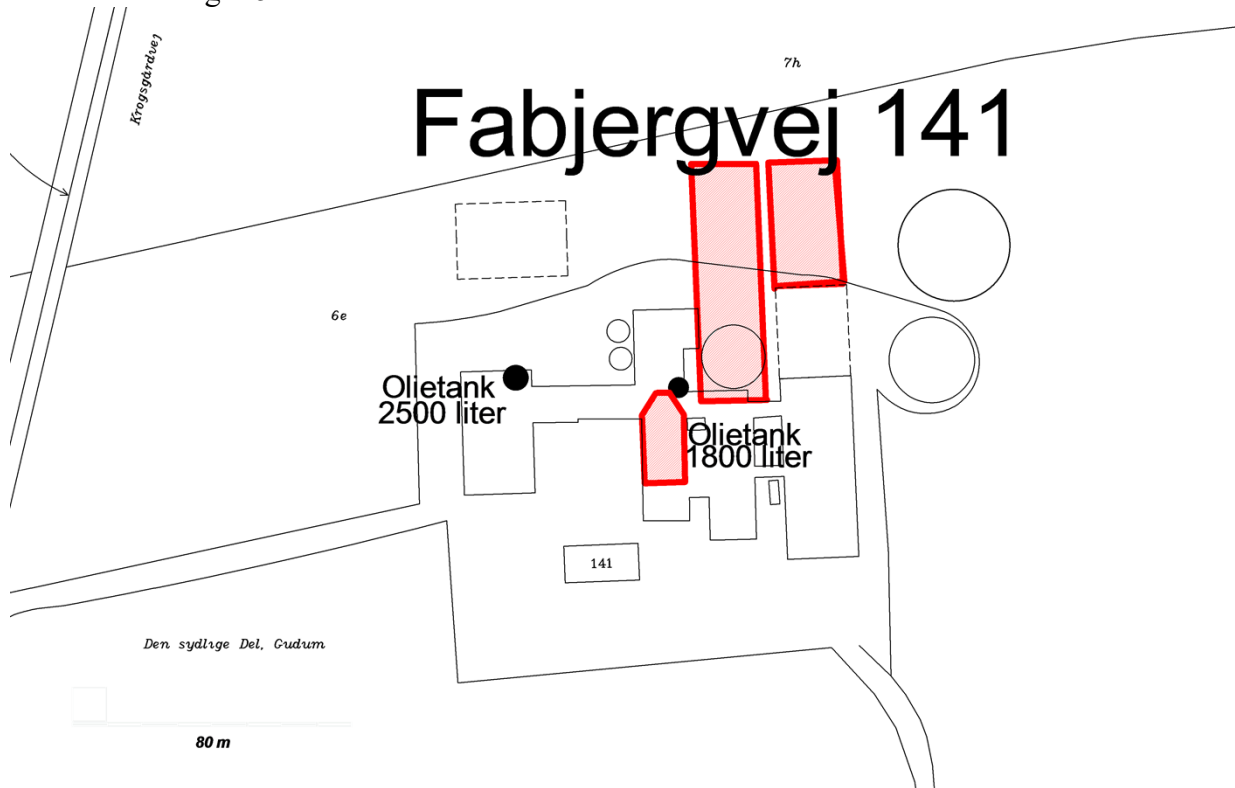 Krogsgårdvej
7h
Fabjergvej 141
6e
Olietank
2500 liter
Olietank
1800 liter
141
Den sydlige Del, Gudum
80 m